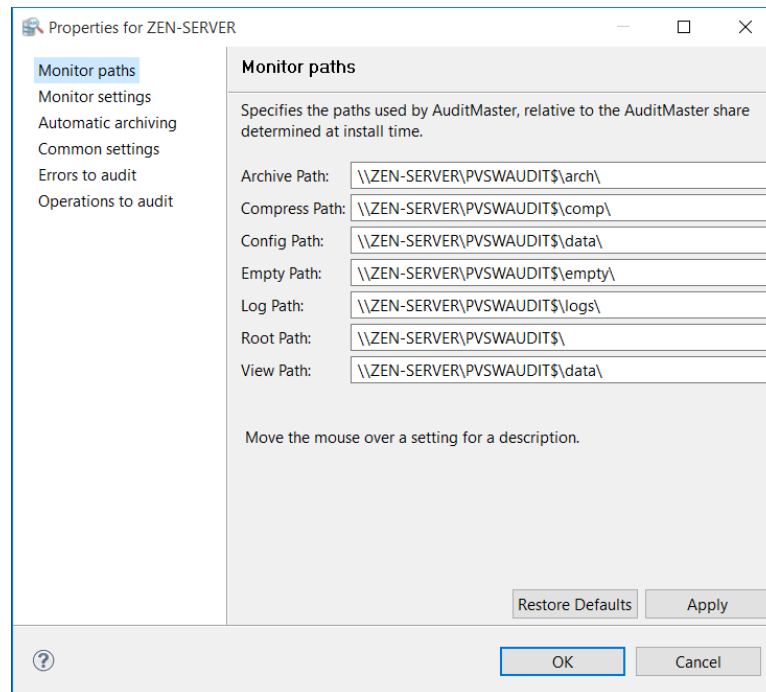 Properties for ZEN-SERVER
Monitor paths
Monitor settings
Automatic archiving
Common settings
Errors to audit
Operations to audit
Monitor paths
Specifies the paths used by AuditMaster, relative to the AuditMaster share
determined at install time.
Archive Path: \\ZEN-SERVER\PVSWAUDIT$\arch\
Compress Path: \\ZEN-SERVER\PVSWAUDIT$\comp\
Config Path: \\ZEN-SERVER\PVSWAUDIT$\data\
Empty Path: \\ZEN-SERVER\PVSWAUDIT$\empty\
Log Path: \\ZEN-SERVER\PVSWAUDIT$\logs\
Root Path: \\ZEN-SERVER\PVSWAUDIT$\
View Path: \\ZEN-SERVER\PVSWAUDIT$\data\
Move the mouse over a setting for a description.
Restore Defaults Apply
OK Cancel